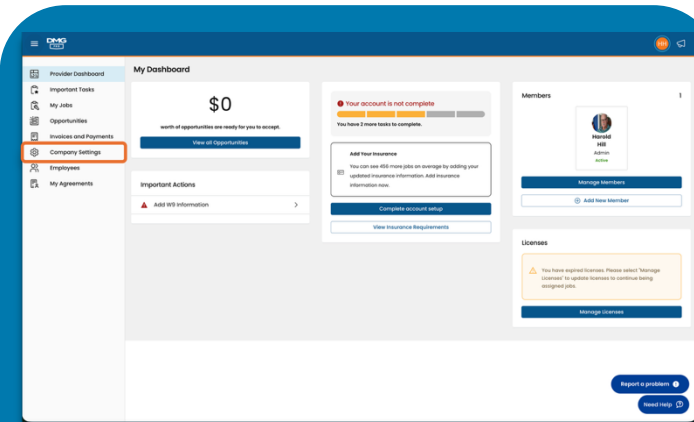 DMG
PRO
HH
Provider Dashboard
Important Tasks
My Jobs
Opportunities
Invoices and Payments
Company Settings
Employees
My Agreements
My Dashboard
$0
worth of opportunities are ready for you to accept.
View all Opportunities
Important Actions
Add W9 Information
Your account is not complete
You have 2 more tasks to complete.
Add Your Insurance
You can see 45% more jobs on average by adding your
updated insurance information. Add insurance
information now.
Complete account setup
View Insurance Requirements
Members 1
Harold
Hill
Admin
Active
Manage Members
Add New Member
Licenses
You have expired licenses. Please select "Manage
Licenses" to update licenses to continue being
assigned jobs.
Manage Licenses
Report a problem
Need Help